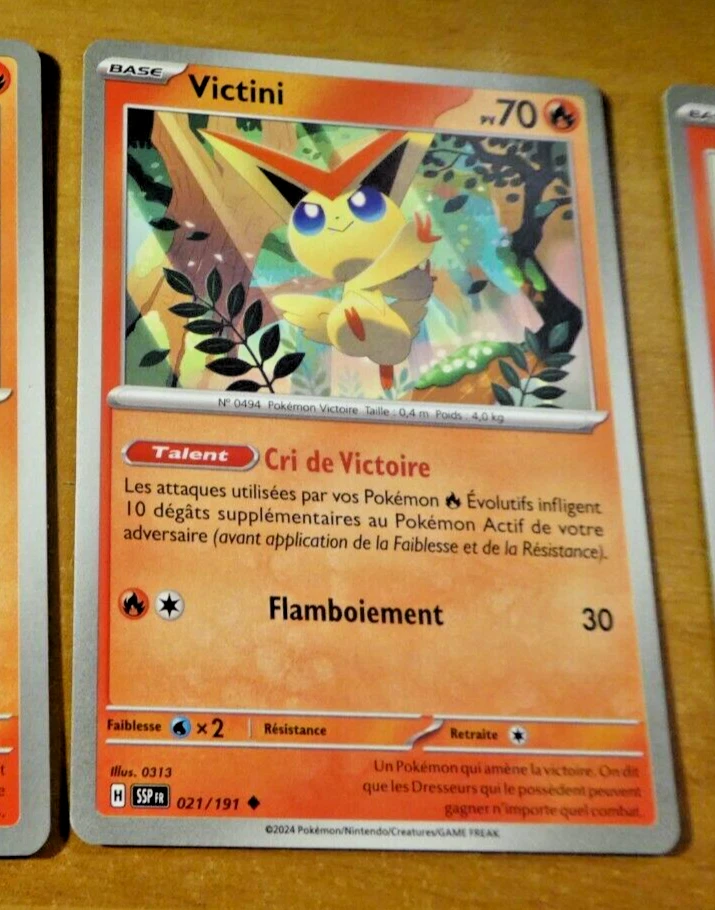 BASE Victini PV 70
N° 0494 Pokémon Victoire Taille : 0,4 m Poids : 4,0 kg
Talent Cri de Victoire
Les attaques utilisées par vos Pokémon Évolutifs infligent
10 dégâts supplémentaires au Pokémon Actif de votre
adversaire (avant application de la Faiblesse et de la Résistance).
Flamboiement 30
Faiblesse ×2 Résistance Retraite
Illus. 0313
Un Pokémon qui amène la victoire. On dit
que les Dresseurs qui le possèdent peuvent
gagner n'importe quel combat.
H SSP FR 021/191
©2024 Pokémon/Nintendo/Creatures/GAME FREAK